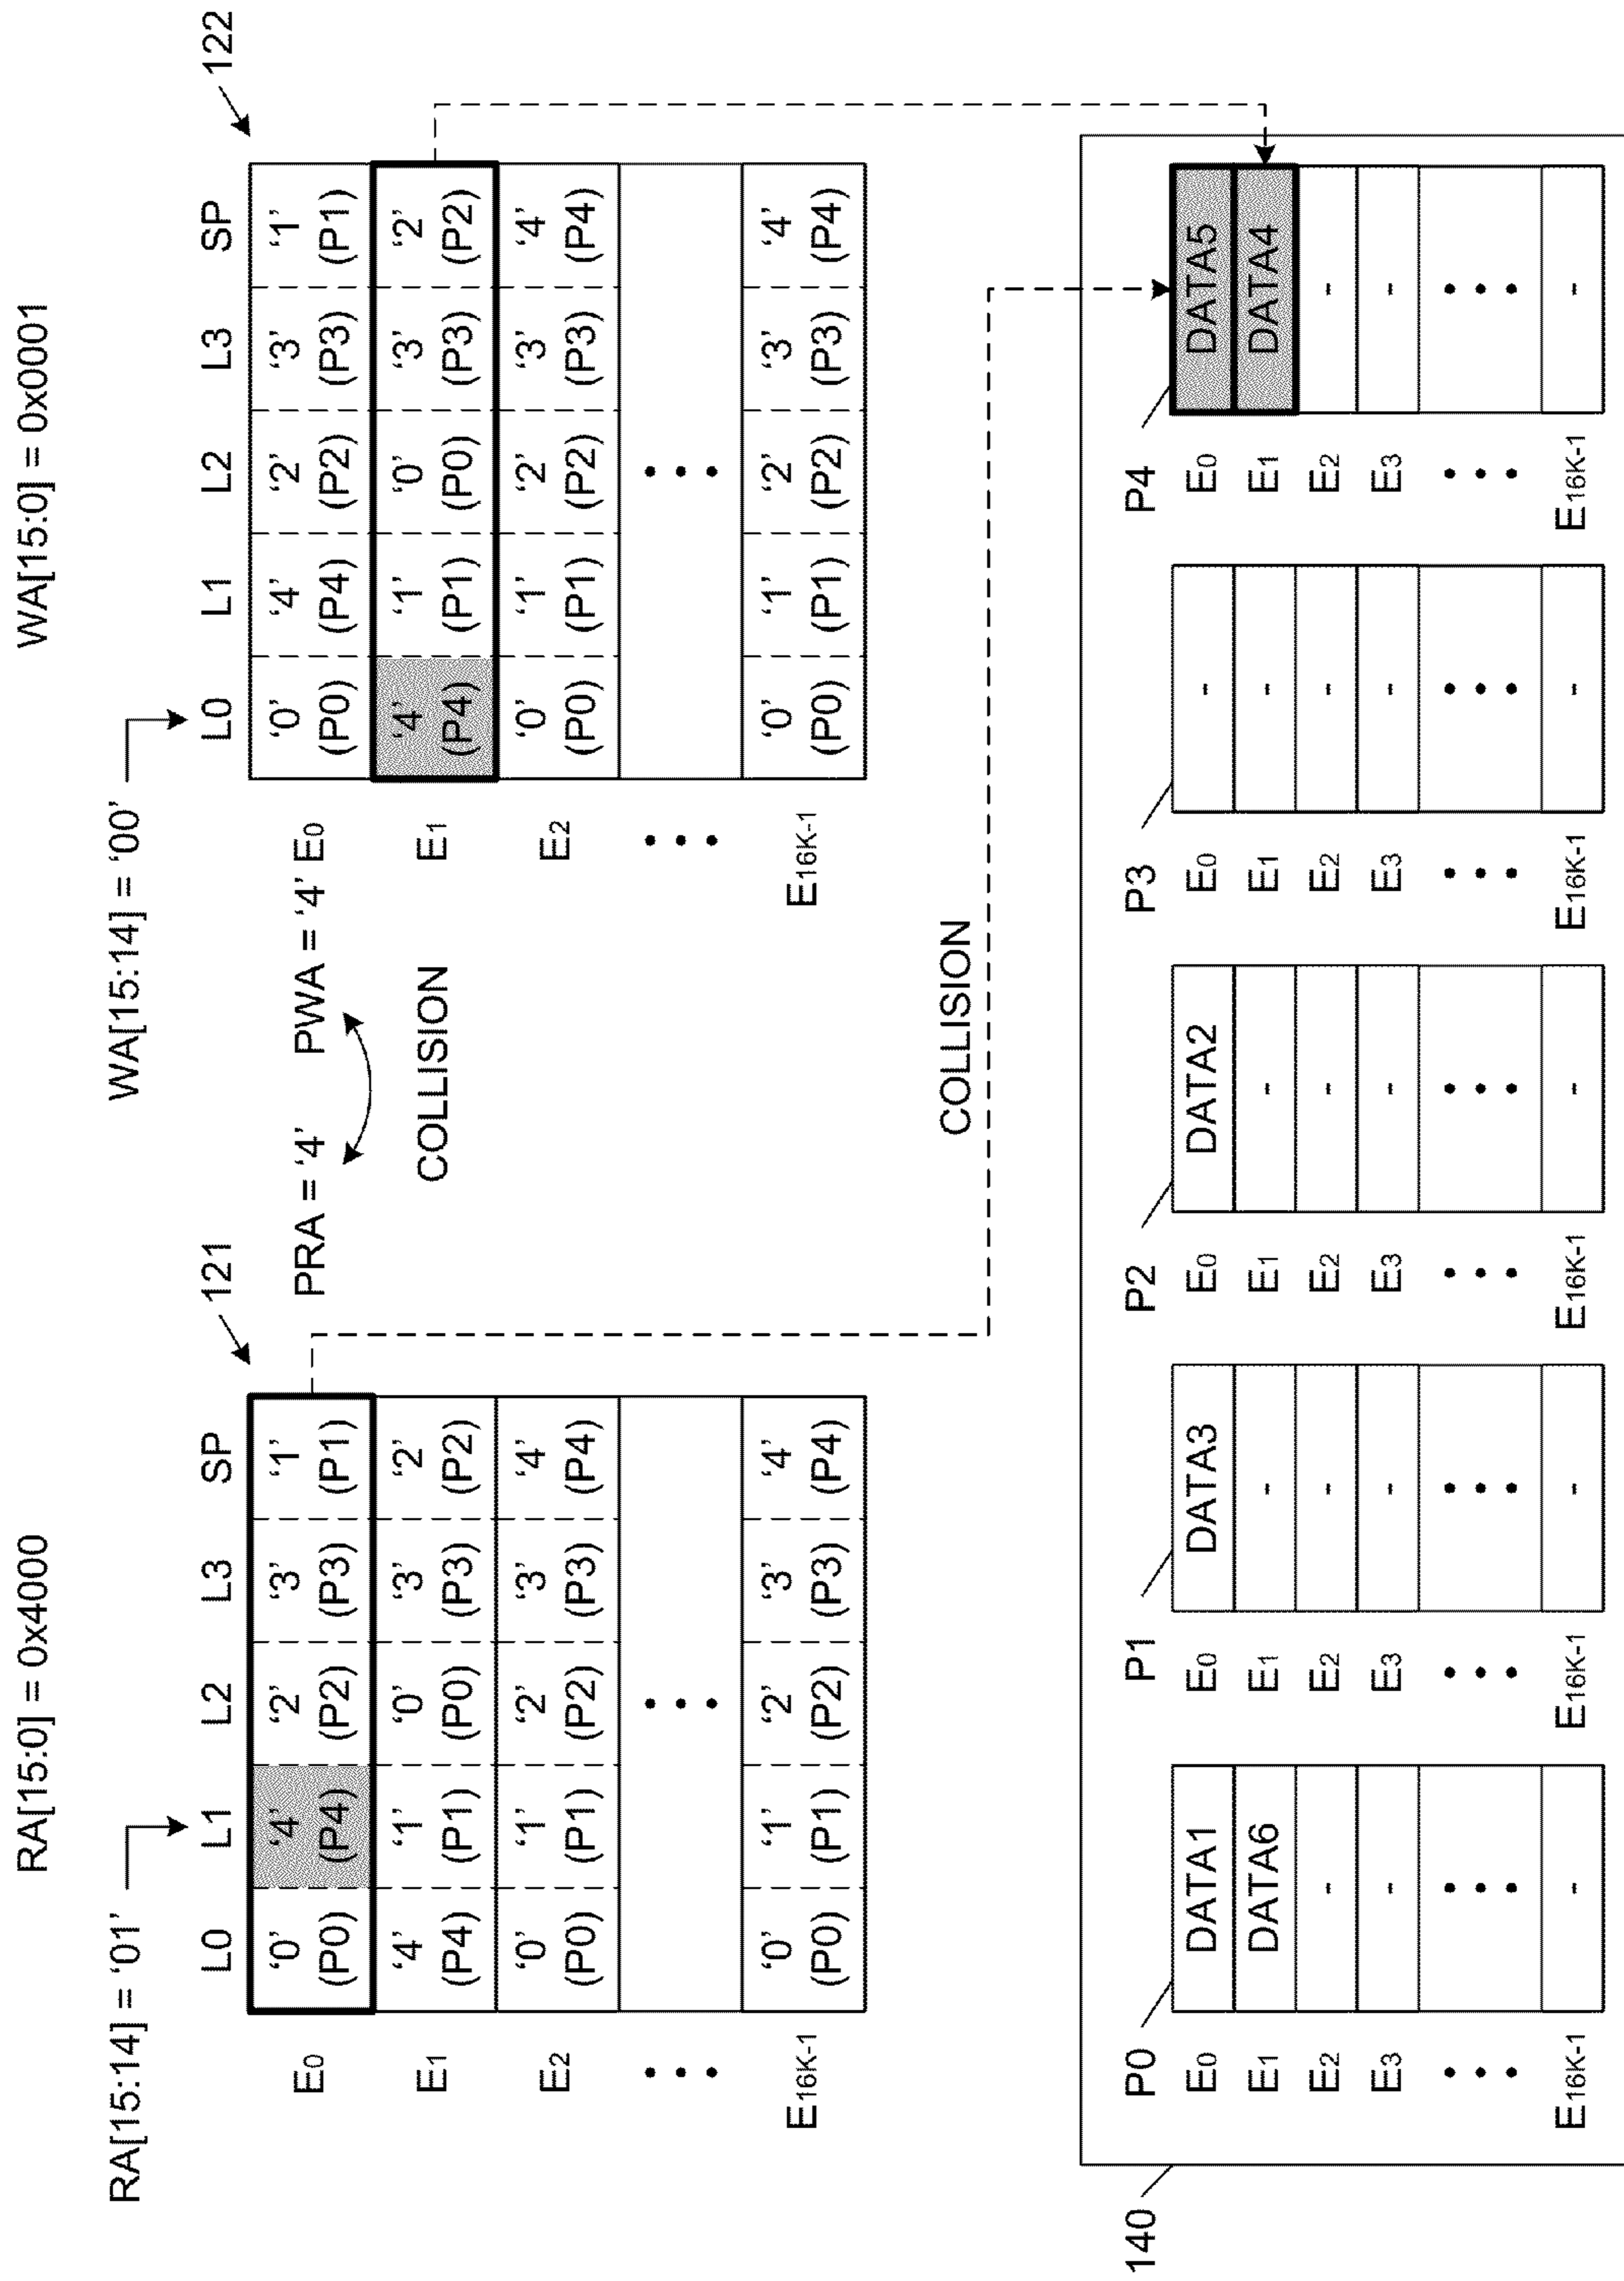 RA[15:0] = 0x4000
WA[15:0] = 0x0001
RA[15:14] = ‘01’
WA[15:14] = ‘00’
121
122
L0 L1 L2 L3 SP
E0 ‘0’ ‘4’ ‘2’ ‘3’ ‘1’
(P0) (P4) (P2) (P3) (P1)
E1 ‘4’ ‘1’ ‘0’ ‘3’ ‘2’
(P4) (P1) (P0) (P3) (P2)
E2 ‘0’ ‘1’ ‘2’ ‘3’ ‘4’
(P0) (P1) (P2) (P3) (P4)
E16K-1 ‘0’ ‘1’ ‘2’ ‘3’ ‘4’
(P0) (P1) (P2) (P3) (P4)
PRA = ‘4’ PWA = ‘4’
COLLISION
L0 L1 L2 L3 SP
E0 ‘0’ ‘4’ ‘2’ ‘3’ ‘1’
(P0) (P4) (P2) (P3) (P1)
E1 ‘4’ ‘1’ ‘0’ ‘3’ ‘2’
(P4) (P1) (P0) (P3) (P2)
E2 ‘0’ ‘1’ ‘2’ ‘3’ ‘4’
(P0) (P1) (P2) (P3) (P4)
E16K-1 ‘0’ ‘1’ ‘2’ ‘3’ ‘4’
(P0) (P1) (P2) (P3) (P4)
COLLISION
140
P0 P1 P2 P3 P4
E0 DATA1 E0 DATA3 E0 DATA2 E0 - E0 DATA5
E1 DATA6 E1 - E1 - E1 - E1 DATA4
E2 - E2 - E2 - E2 - E2 -
E3 - E3 - E3 - E3 - E3 -
E16K-1 - E16K-1 - E16K-1 - E16K-1 - E16K-1 -